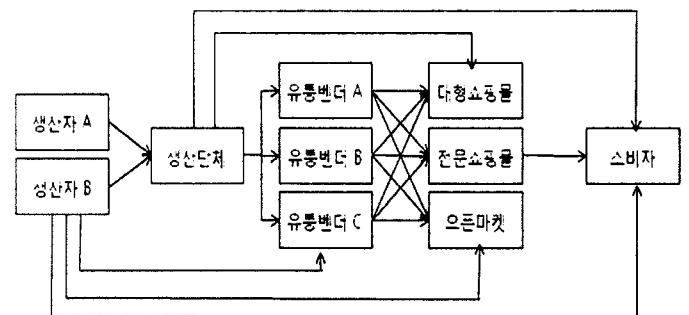 유통벤더 A
대형쇼핑몰
생산자 A
생산단체
유통벤더 B
전문쇼핑몰
소비자
생산자 B
유통벤더 C
오픈마켓